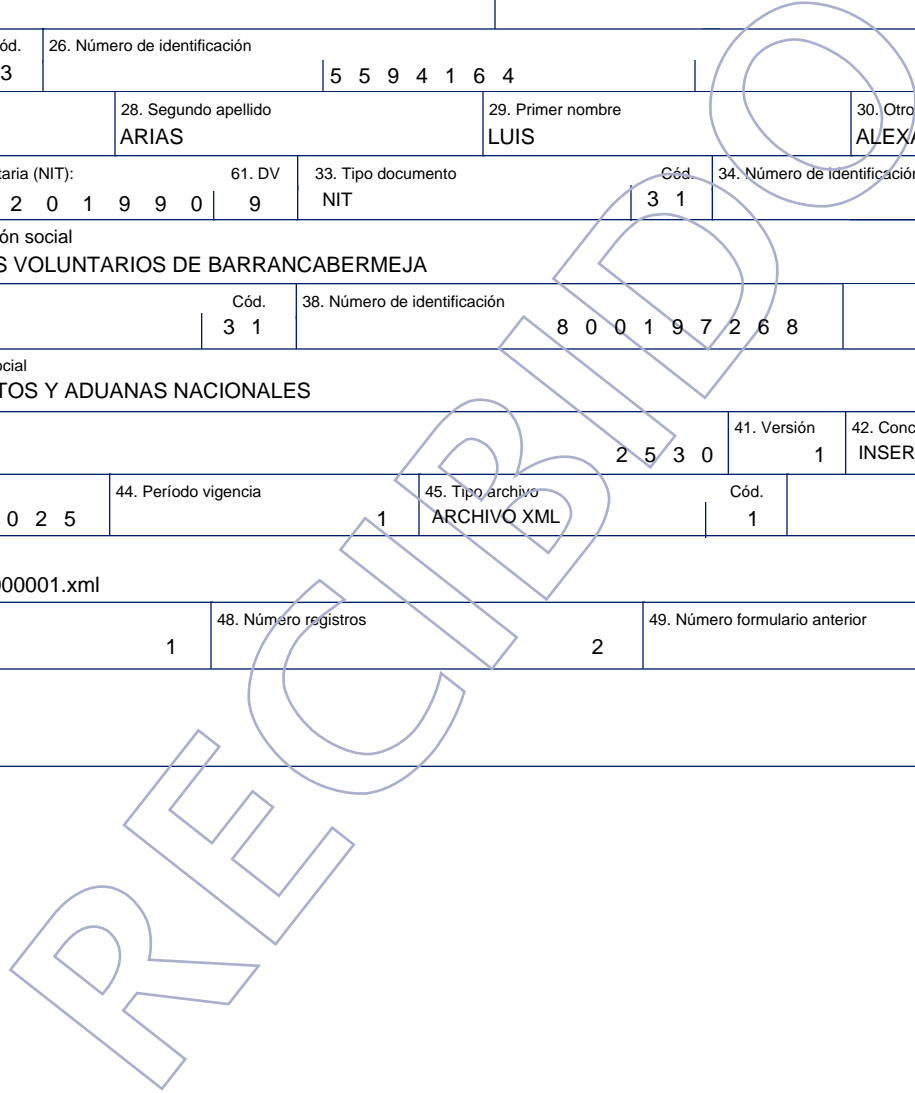 ód. 26. Número de identificación
3 5 5 9 4 1 6 4
28. Segundo apellido 29. Primer nombre 30. Otro
ARIAS LUIS ALEXA
taria (NIT): 61. DV 33. Tipo documento Cód. 34. Número de identificación
2 0 1 9 9 0 9 NIT 3 1
ón social
S VOLUNTARIOS DE BARRANCABERMEJA
Cód. 38. Número de identificación
3 1 8 0 0 1 9 7 2 6 8
ocial
TOS Y ADUANAS NACIONALES
41. Versión 42. Conc
2 5 3 0 1 INSER
44. Período vigencia 45. Tipo archivo Cód.
0 2 5 1 ARCHIVO XML 1
000001.xml
48. Número registros 49. Número formulario anterior
1 2
RECIBIDO